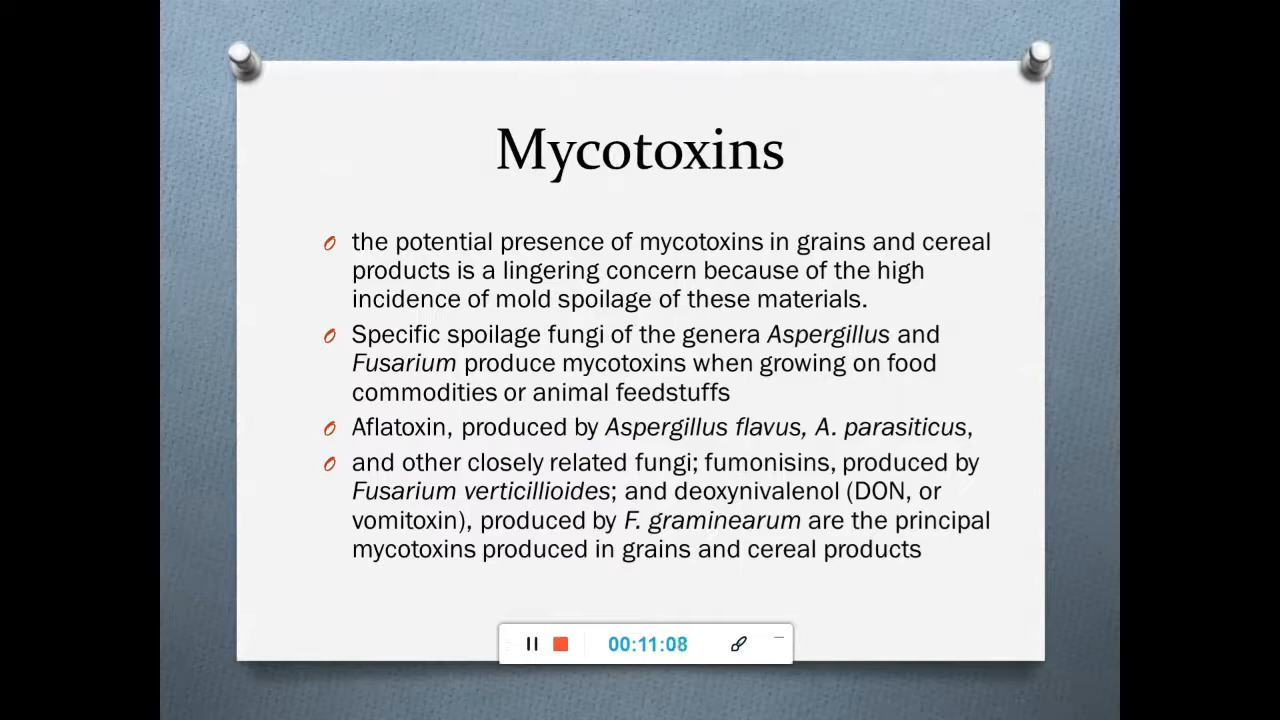 Mycotoxins
the potential presence of mycotoxins in grains and cereal
products is a lingering concern because of the high
incidence of mold spoilage of these materials.
Specific spoilage fungi of the genera Aspergillus and
Fusarium produce mycotoxins when growing on food
commodities or animal feedstuffs
Aflatoxin, produced by Aspergillus flavus, A. parasiticus,
and other closely related fungi; fumonisins, produced by
Fusarium verticillioides; and deoxynivalenol (DON, or
vomitoxin), produced by F. graminearum are the principal
mycotoxins produced in grains and cereal products
00:11:08